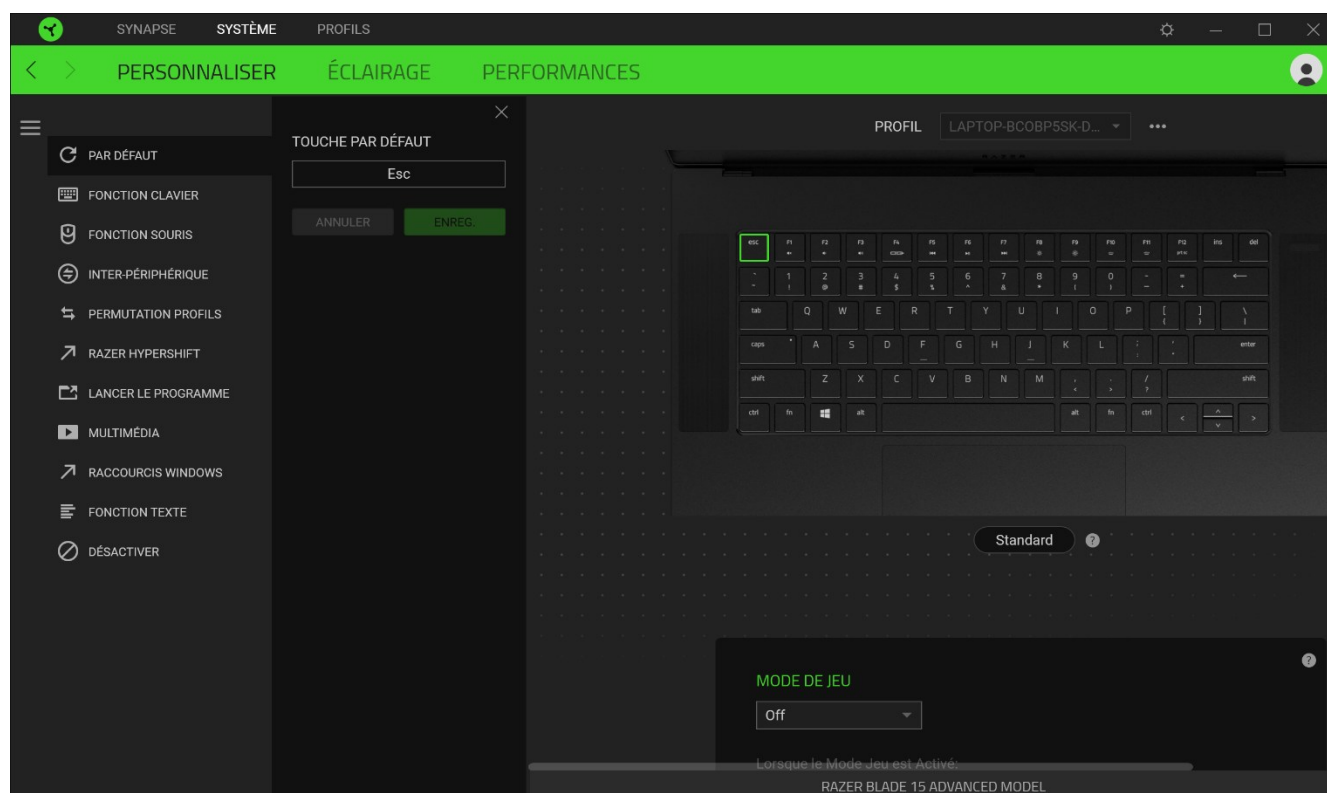 SYNAPSE SYSTÈME PROFILS
PERSONNALISER ÉCLAIRAGE PERFORMANCES
PROFIL LAPTOP-BCOBP5SK-D... •••
TOUCHE PAR DÉFAUT
Esc
ANNULER ENREG.
PAR DÉFAUT
FONCTION CLAVIER
FONCTION SOURIS
INTER-PÉRIPHÉRIQUE
PERMUTATION PROFILS
RAZER HYPERSHIFT
LANCER LE PROGRAMME
MULTIMÉDIA
RACCOURCIS WINDOWS
FONCTION TEXTE
DÉSACTIVER
esc F1 F2 F3 F4 F5 F6 F7 F8 F9 F10 F11 F12 ins del
1 2 3 4 5 6 7 8 9 0 - =
! @ # $ % ^ & * ( ) _ +
tab Q W E R T Y U I O P [ ] \
caps A S D F G H J K L ; ' enter
shift Z X C V B N M , . / shift
ctrl fn alt alt fn ctrl < ^ >
Standard ?
?
MODE DE JEU
Off
Lorsque le Mode Jeu est Activé:
RAZER BLADE 15 ADVANCED MODEL